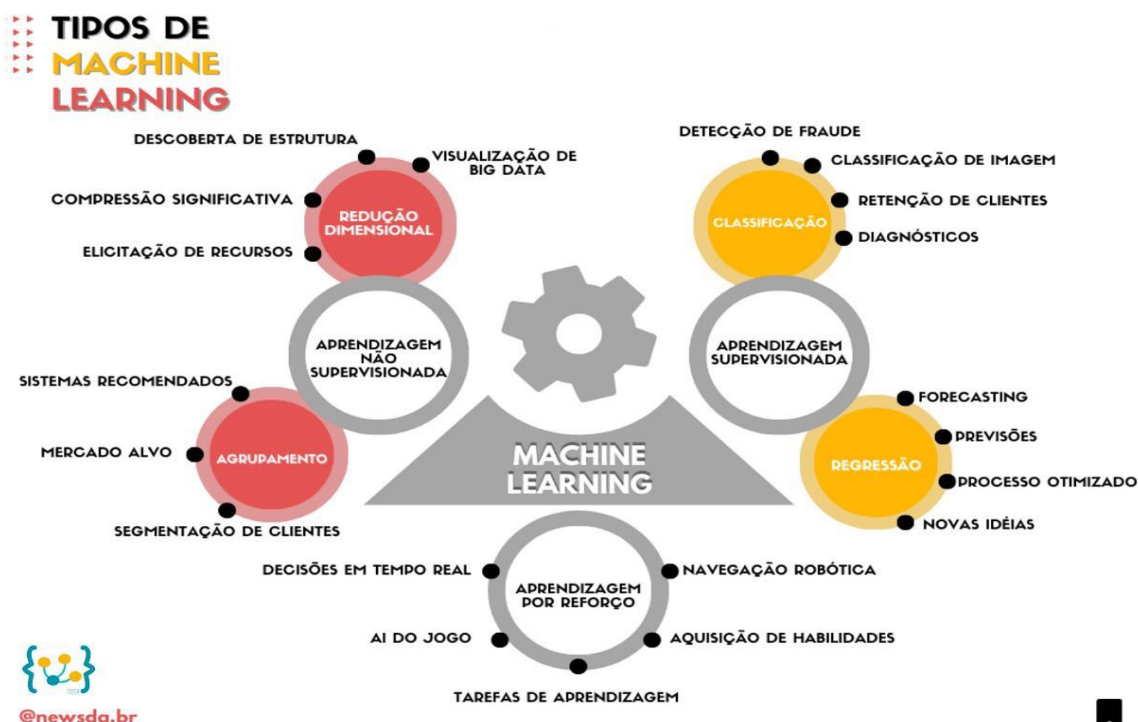 TIPOS DE
MACHINE
LEARNING
DESCOBERTA DE ESTRUTURA
VISUALIZAÇÃO DE
BIG DATA
COMPRESSÃO SIGNIFICATIVA
ELICITAÇÃO DE RECURSOS
REDUÇÃO
DIMENSIONAL
APRENDIZAGEM
NÃO
SUPERVISIONADA
SISTEMAS RECOMENDADOS
MERCADO ALVO
AGRUPAMENTO
SEGMENTAÇÃO DE CLIENTES
DETECÇÃO DE FRAUDE
CLASSIFICAÇÃO DE IMAGEM
RETENÇÃO DE CLIENTES
DIAGNÓSTICOS
CLASSIFICAÇÃO
APRENDIZAGEM
SUPERVISIONADA
FORECASTING
PREVISÕES
REGRESSÃO
PROCESSO OTIMIZADO
NOVAS IDÉIAS
MACHINE
LEARNING
DECISÕES EM TEMPO REAL
NAVEGAÇÃO ROBÓTICA
APRENDIZAGEM
POR REFORÇO
AI DO JOGO
AQUISIÇÃO DE HABILIDADES
TAREFAS DE APRENDIZAGEM
@newsda.br